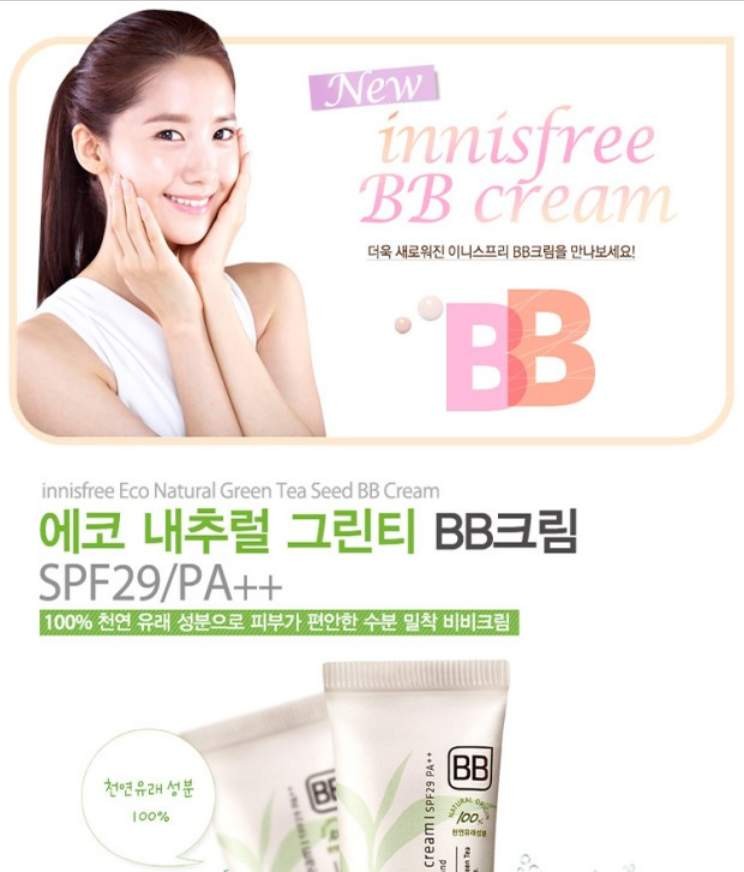 New
innisfree
BB cream
더욱 새로워진 이니스프리 BB크림을 만나보세요!
BB
innisfree Eco Natural Green Tea Seed BB Cream
에코 내추럴 그린티 BB크림
SPF29/PA++
100% 천연 유래 성분으로 피부가 편안한 수분 밀착 비비크림
천연유래 성분
100%
BB
BB
cream I SPF29 PA++
100%
천연유래성분